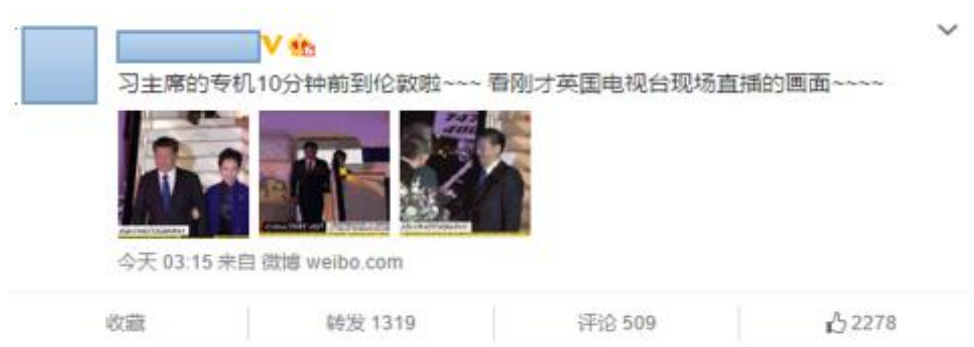 习主席的专机10分钟前到伦敦啦~~~ 看刚才英国电视台现场直播的画面~~~~
747
400
今天 03:15 来自 微博 weibo.com
收藏
转发 1319
评论 509
2278